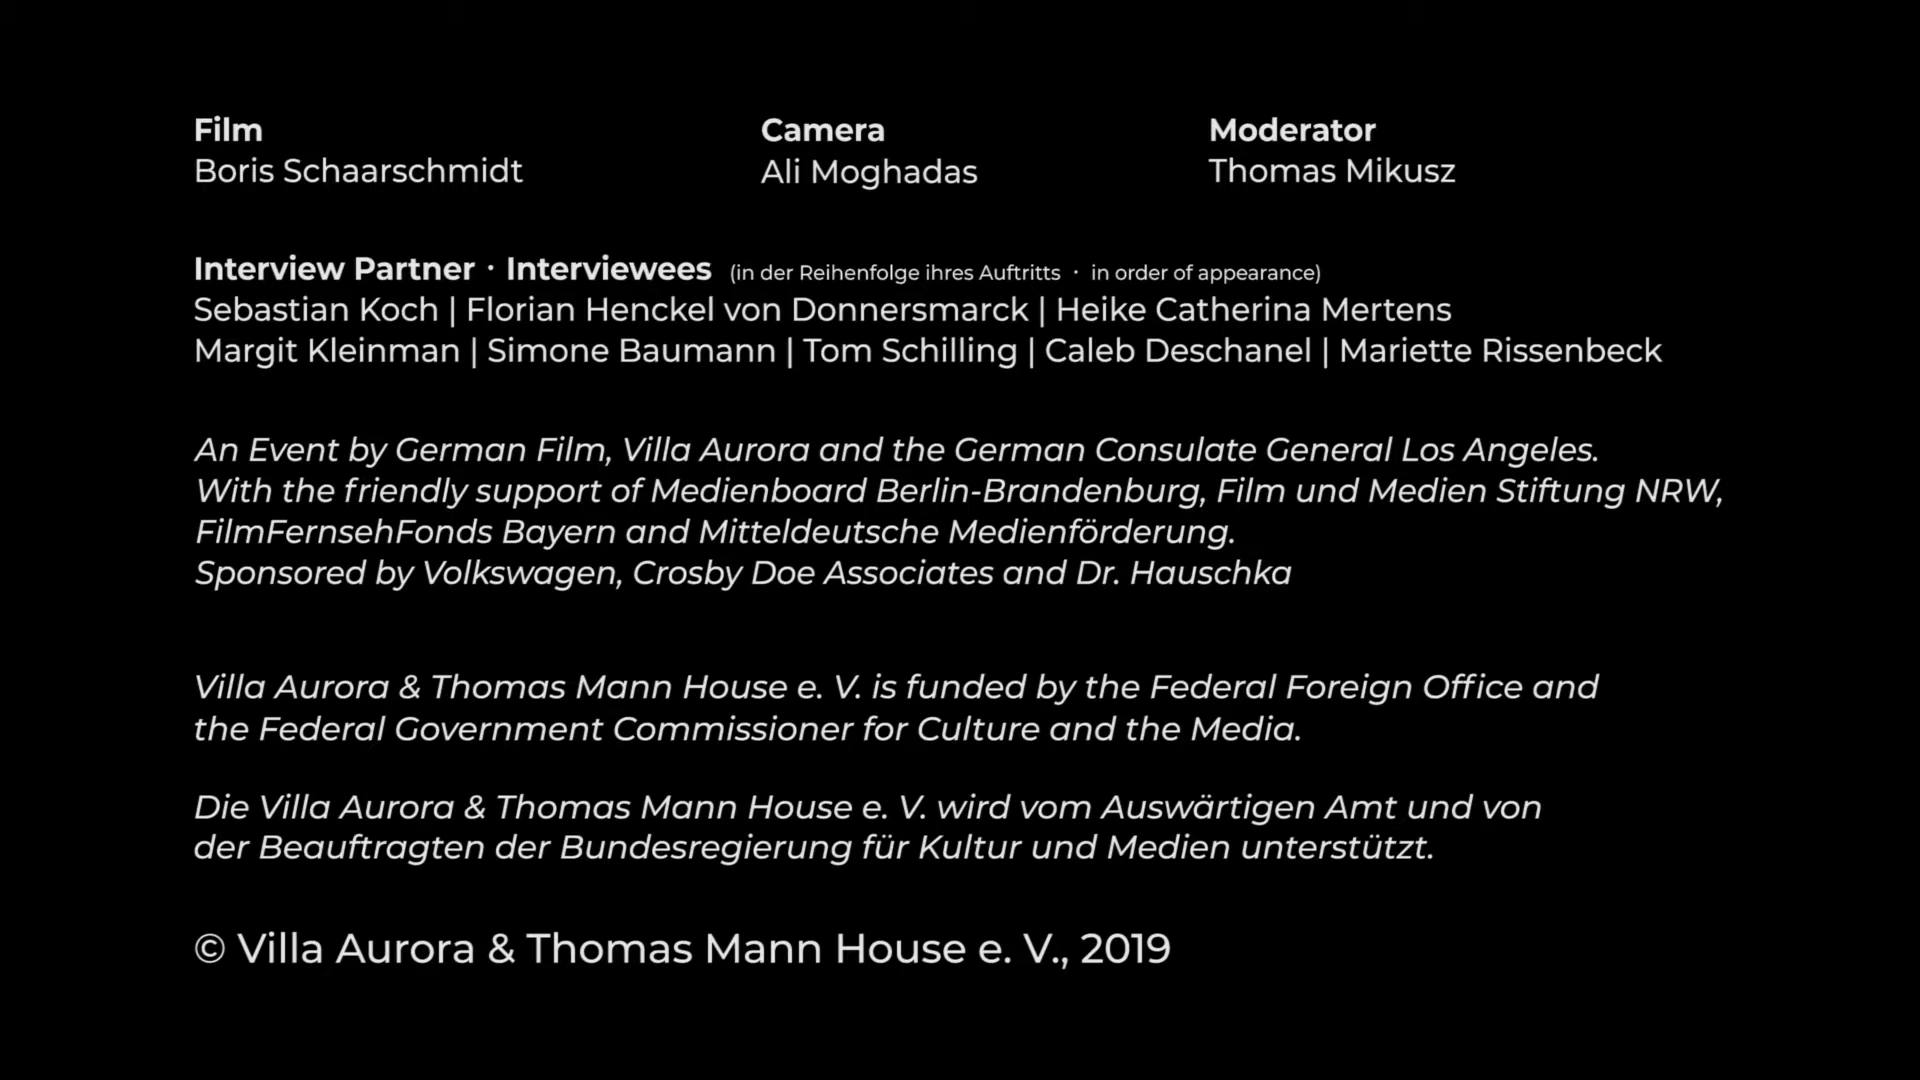 Film
Boris Schaarschmidt
Camera
Ali Moghadas
Moderator
Thomas Mikusz
Interview Partner · Interviewees (in der Reihenfolge ihres Auftritts · in order of appearance)
Sebastian Koch | Florian Henckel von Donnersmarck | Heike Catherina Mertens
Margit Kleinman | Simone Baumann | Tom Schilling | Caleb Deschanel | Mariette Rissenbeck
An Event by German Film, Villa Aurora and the German Consulate General Los Angeles.
With the friendly support of Medienboard Berlin-Brandenburg, Film und Medien Stiftung NRW,
FilmFernsehFonds Bayern and Mitteldeutsche Medienförderung.
Sponsored by Volkswagen, Crosby Doe Associates and Dr. Hauschka
Villa Aurora & Thomas Mann House e. V. is funded by the Federal Foreign Office and
the Federal Government Commissioner for Culture and the Media.
Die Villa Aurora & Thomas Mann House e. V. wird vom Auswärtigen Amt und von
der Beauftragten der Bundesregierung für Kultur und Medien unterstützt.
© Villa Aurora & Thomas Mann House e. V., 2019